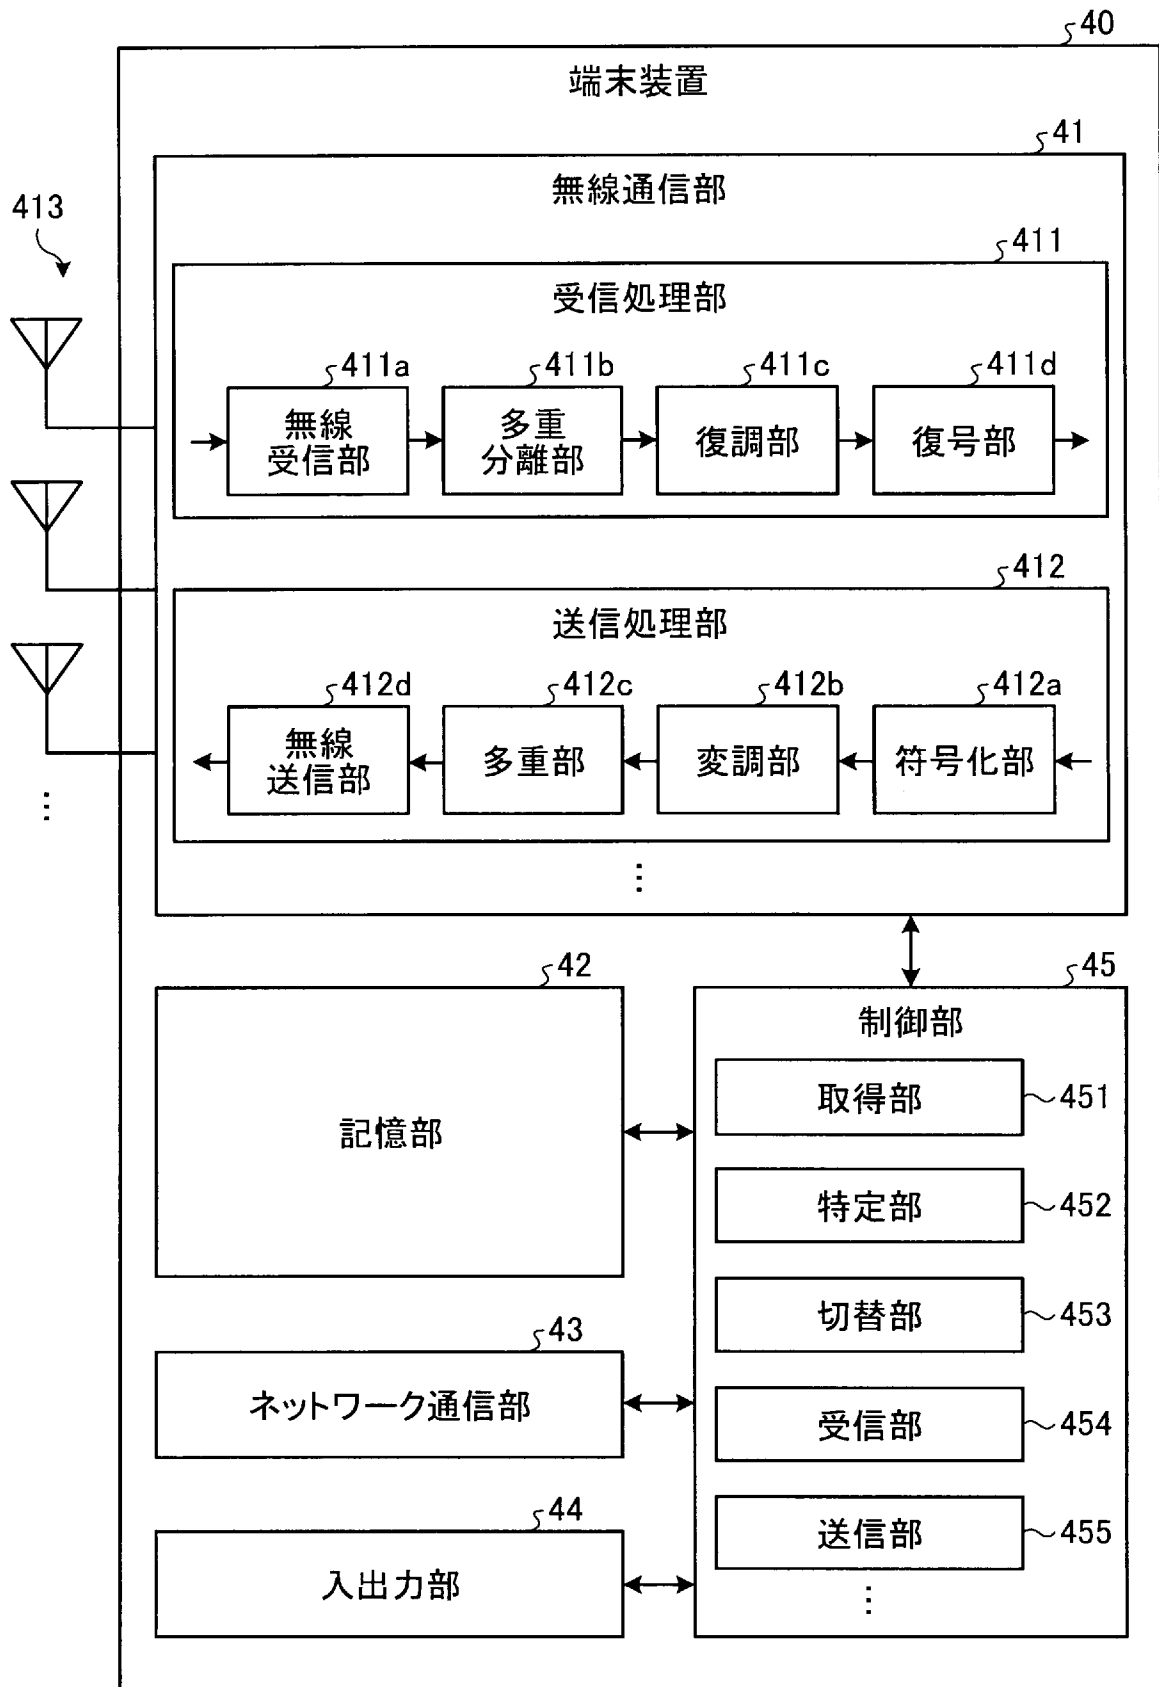 40
端末装置
41
無線通信部
413
411
受信処理部
411a
411b
411c
411d
無線
受信部
多重
分離部
復調部
復号部
412
送信処理部
412d
412c
412b
412a
無線
送信部
多重部
変調部
符号化部
⋮
⋮
42
記憶部
45
制御部
取得部
451
特定部
452
切替部
453
受信部
454
送信部
455
⋮
43
ネットワーク通信部
44
入出力部